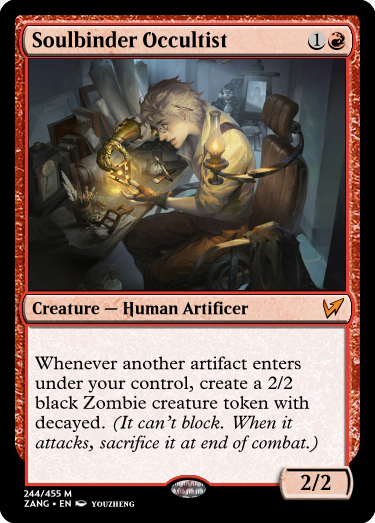 Soulbinder Occultist 1
Creature — Human Artificer
Whenever another artifact enters
under your control, create a 2/2
black Zombie creature token with
decayed. (It can't block. When it
attacks, sacrifice it at end of combat.)
2/2
244/455 M
ZANG • EN YOUZHENG